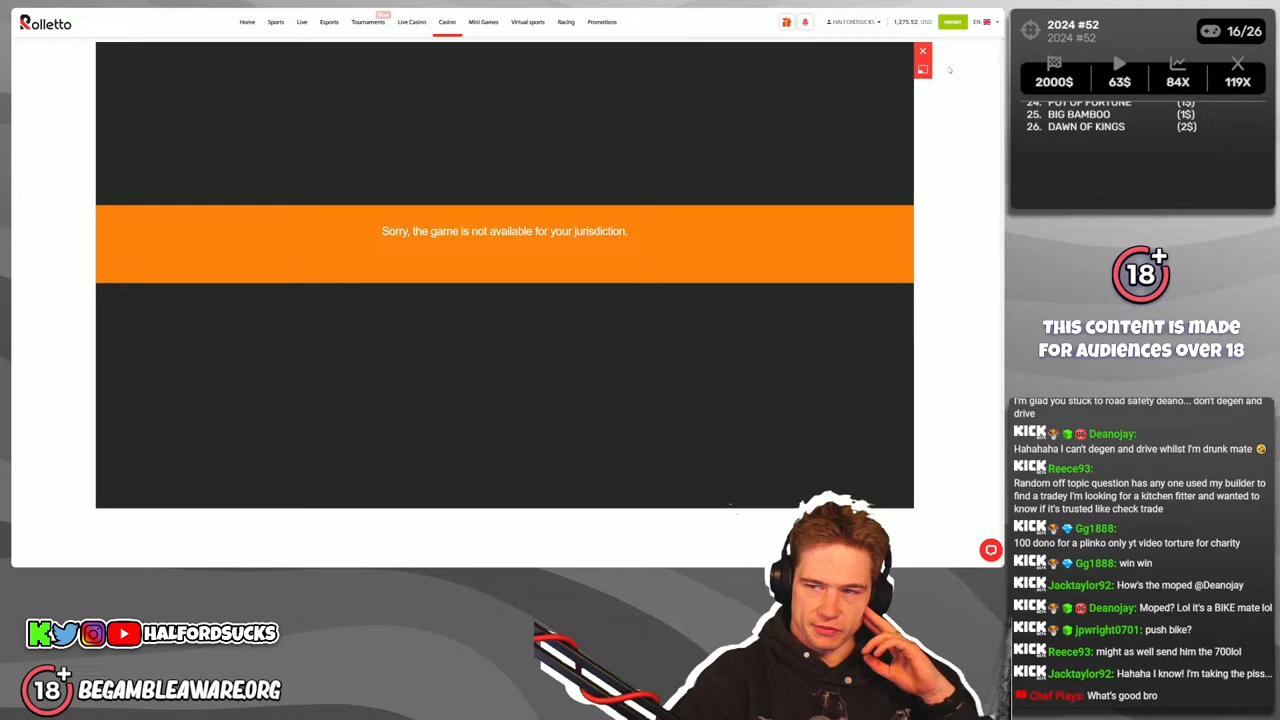 Rolletto
Home Sports Live Esports Tournaments Live Casino Casino Mini Games Virtual sports Racing Promotions
HALFORDSUCKS 1,275.52 USD DEPOSIT EN
Sorry, the game is not available for your jurisdiction.
2024 #52
2024 #52
16/26
2000$ 63$ 84X 119X
24. POT OF FORTUNE (1$)
25. BIG BAMBOO (1$)
26. DAWN OF KINGS (2$)
18+
THIS CONTENT IS MADE
FOR AUDIENCES OVER 18
I'm glad you stuck to road safety deano... don't degen and
drive
KICK Deanojay:
Hahahaha I can't degen and drive whilst I'm drunk mate 🤣
KICK Reece93:
Random off topic question has any one used my builder to
find a tradey I'm looking for a kitchen fitter and wanted to
know if it's trusted like check trade
KICK Gg1888:
100 dono for a plinko only yt video torture for charity
KICK Gg1888: win win
KICK Jacktaylor92: How's the moped @Deanojay
KICK Deanojay: Moped? Lol it's a BIKE mate lol
KICK jpwright0701: push bike?
KICK Reece93: might as well send him the 700lol
KICK Jacktaylor92: Hahaha I know! I'm taking the piss...
Chef Plays: What's good bro
K HALFORDSUCKS
18+ BEGAMBLEAWARE.ORG